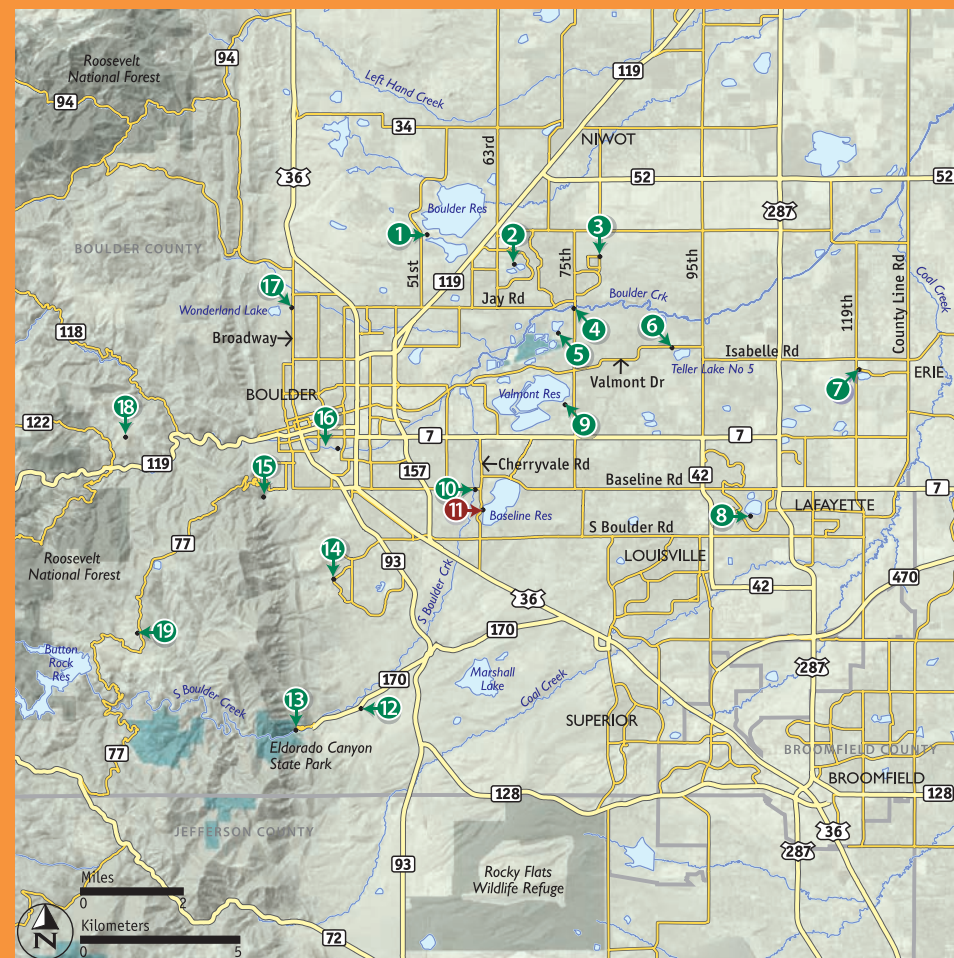 Roosevelt
National Forest
94
94
Left Hand Creek
119
34
63rd
NIWOT
36
52
52
287
Boulder Res
1
2
3
BOULDER COUNTY
51st
75th
95th
119th
County Line Rd
Coal Creek
17
119
Jay Rd
Boulder Crk
Wonderland Lake
4
5
6
118
Broadway
Isabelle Rd
Teller Lake No 5
Valmont Dr
7
ERIE
BOULDER
Valmont Res
9
122
18
16
7
7
119
15
157
Cherryvale Rd
42
10
Baseline Rd
7
11
Baseline Res
8
LAFAYETTE
S Boulder Rd
77
Roosevelt
National Forest
14
93
S Boulder Crk
LOUISVILLE
470
42
36
19
170
Button
Rock
Res
S Boulder Creek
170
Marshall
Lake
Coal Creek
287
13
12
SUPERIOR
Eldorado Canyon
State Park
77
BROOMFIELD COUNTY
BROOMFIELD
128
128
JEFFERSON COUNTY
36
287
93
Rocky Flats
Wildlife Refuge
Miles
0 2
Kilometers
0 5
N
72